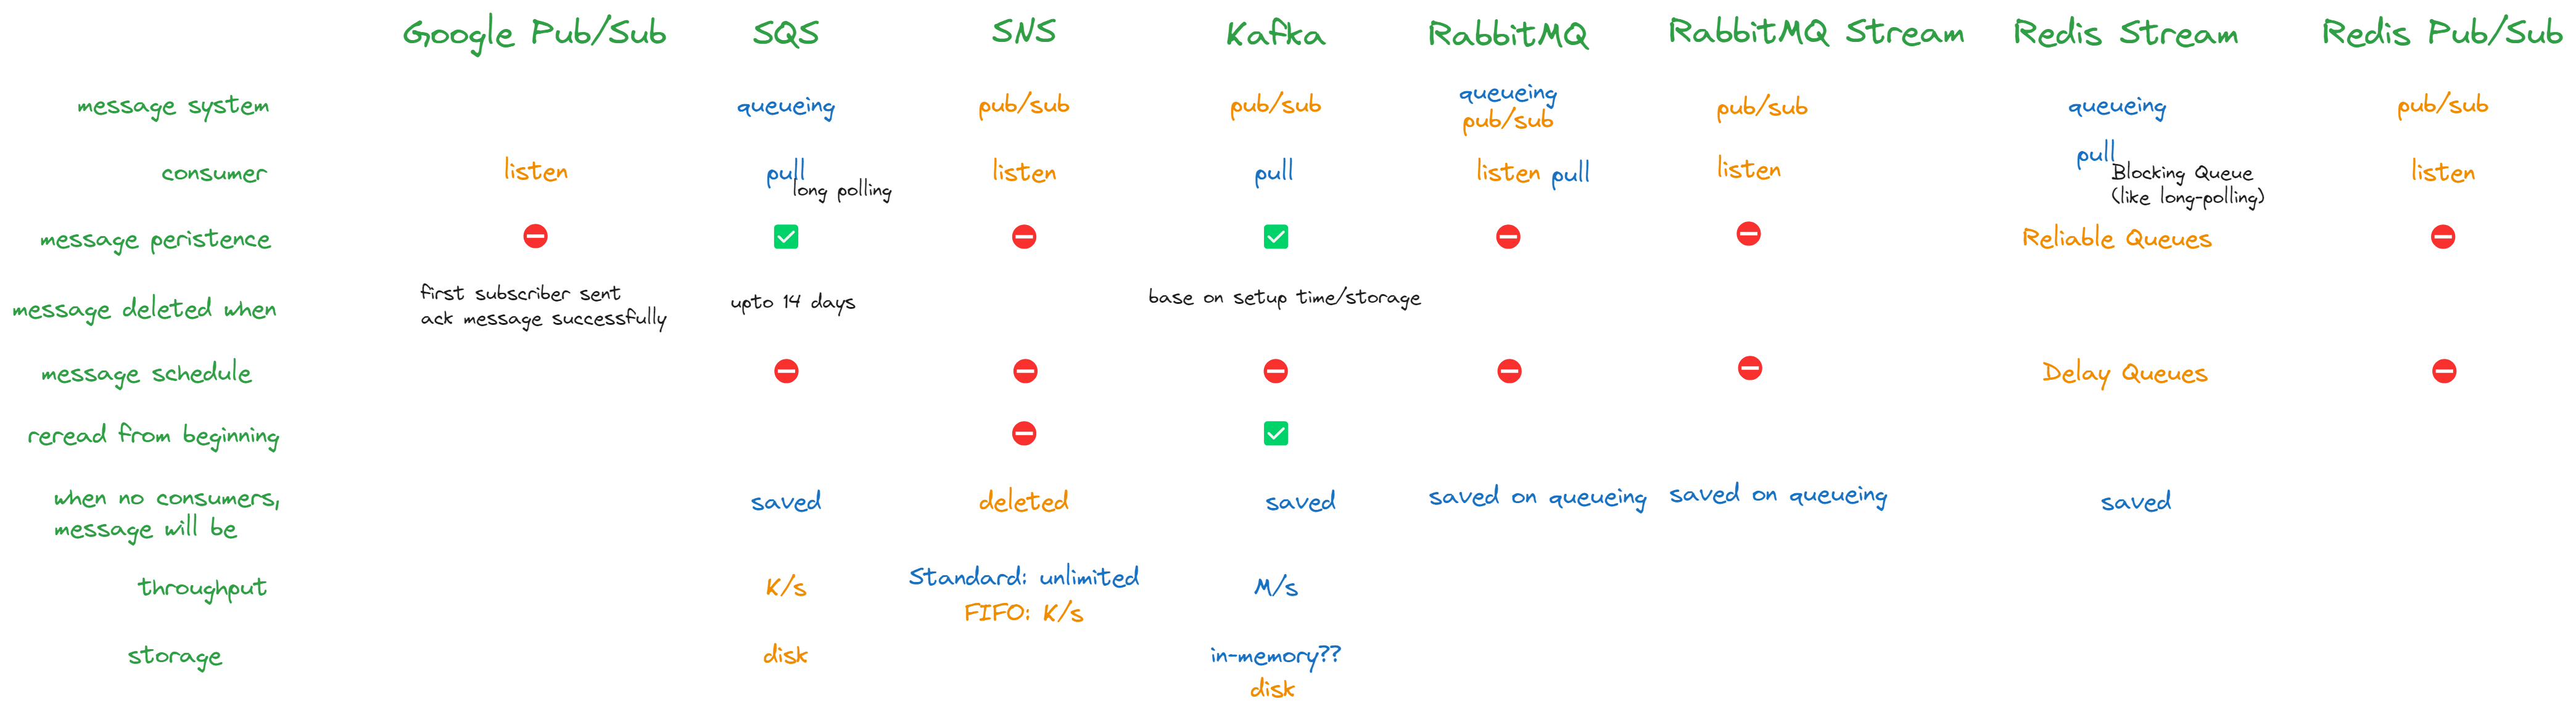 Google Pub/Sub SQS SNS Kafka RabbitMQ RabbitMQ Stream Redis Stream Redis Pub/Sub
message system queueing pub/sub pub/sub queueing pub/sub queueing pub/sub
pub/sub
consumer listen pull listen pull listen pull listen pull listen
long polling Blocking Queue
(like long-polling)
message peristence Reliable Queues
message deleted when first subscriber sent upto 14 days base on setup time/storage
ack message successfully
message schedule Delay Queues
reread from beginning
when no consumers, saved deleted saved saved on queueing saved on queueing saved
message will be
throughput K/s Standard: unlimited M/s
FIFO: K/s
storage disk in-memory??
disk